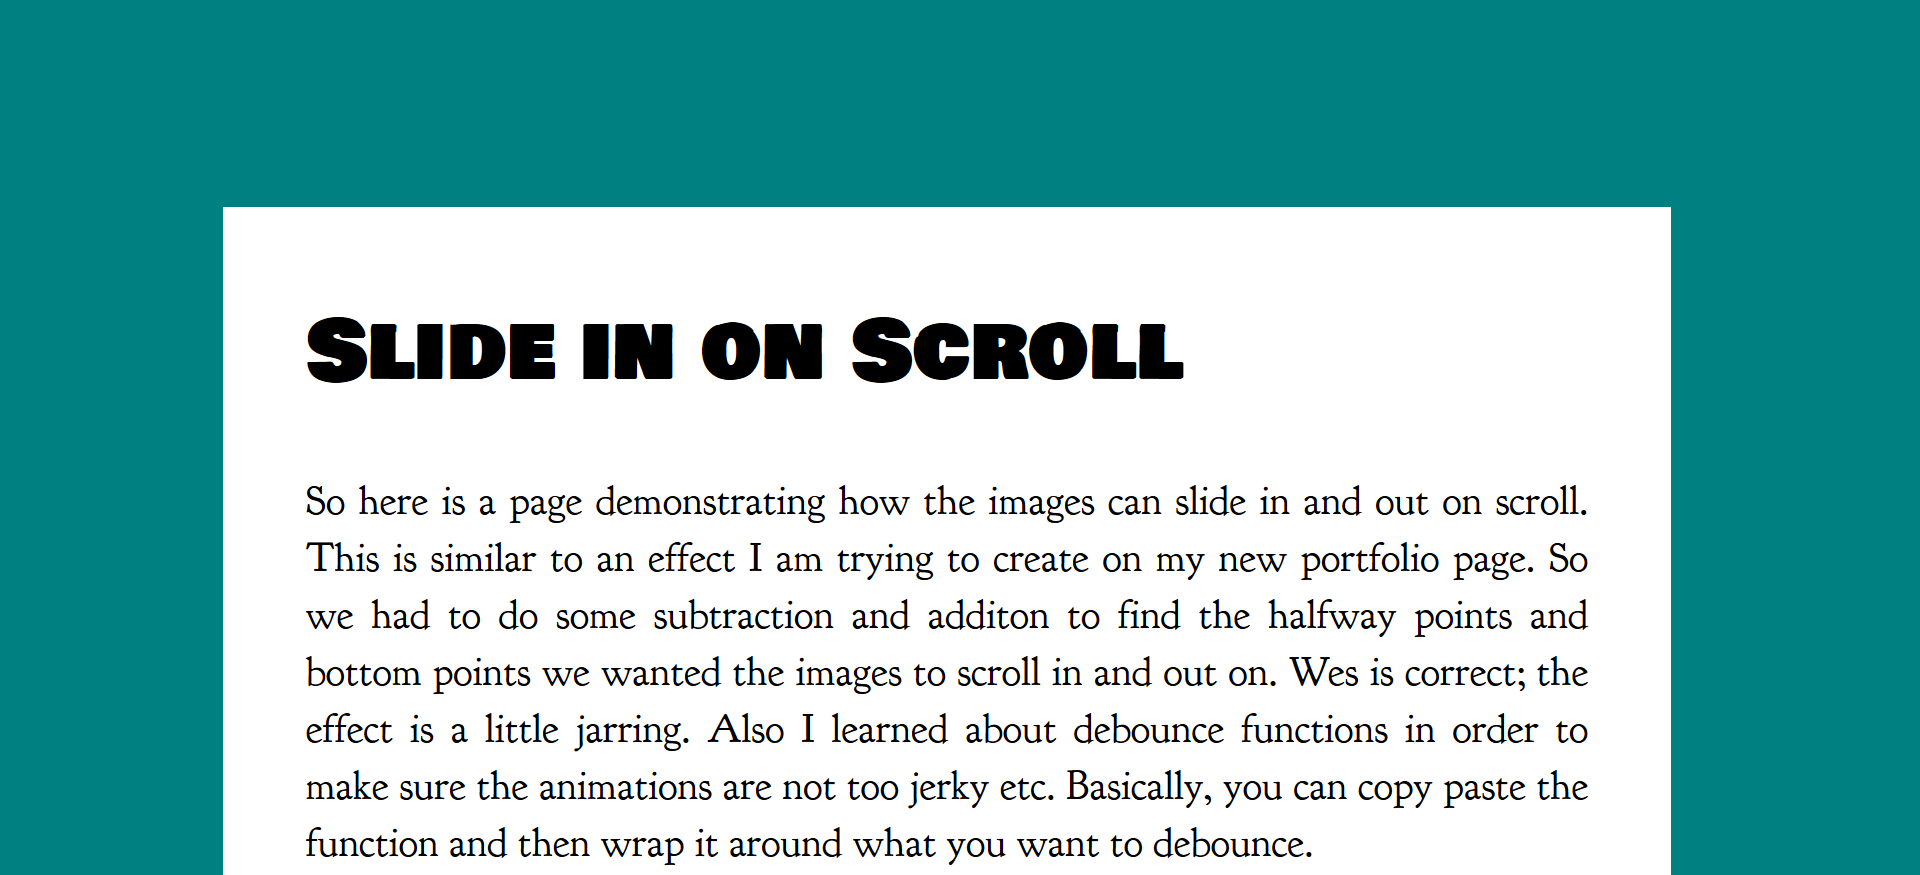 Slide in on Scroll
So here is a page demonstrating how the images can slide in and out on scroll.
This is similar to an effect I am trying to create on my new portfolio page. So
we had to do some subtraction and additon to find the halfway points and
bottom points we wanted the images to scroll in and out on. Wes is correct; the
effect is a little jarring. Also I learned about debounce functions in order to
make sure the animations are not too jerky etc. Basically, you can copy paste the
function and then wrap it around what you want to debounce.